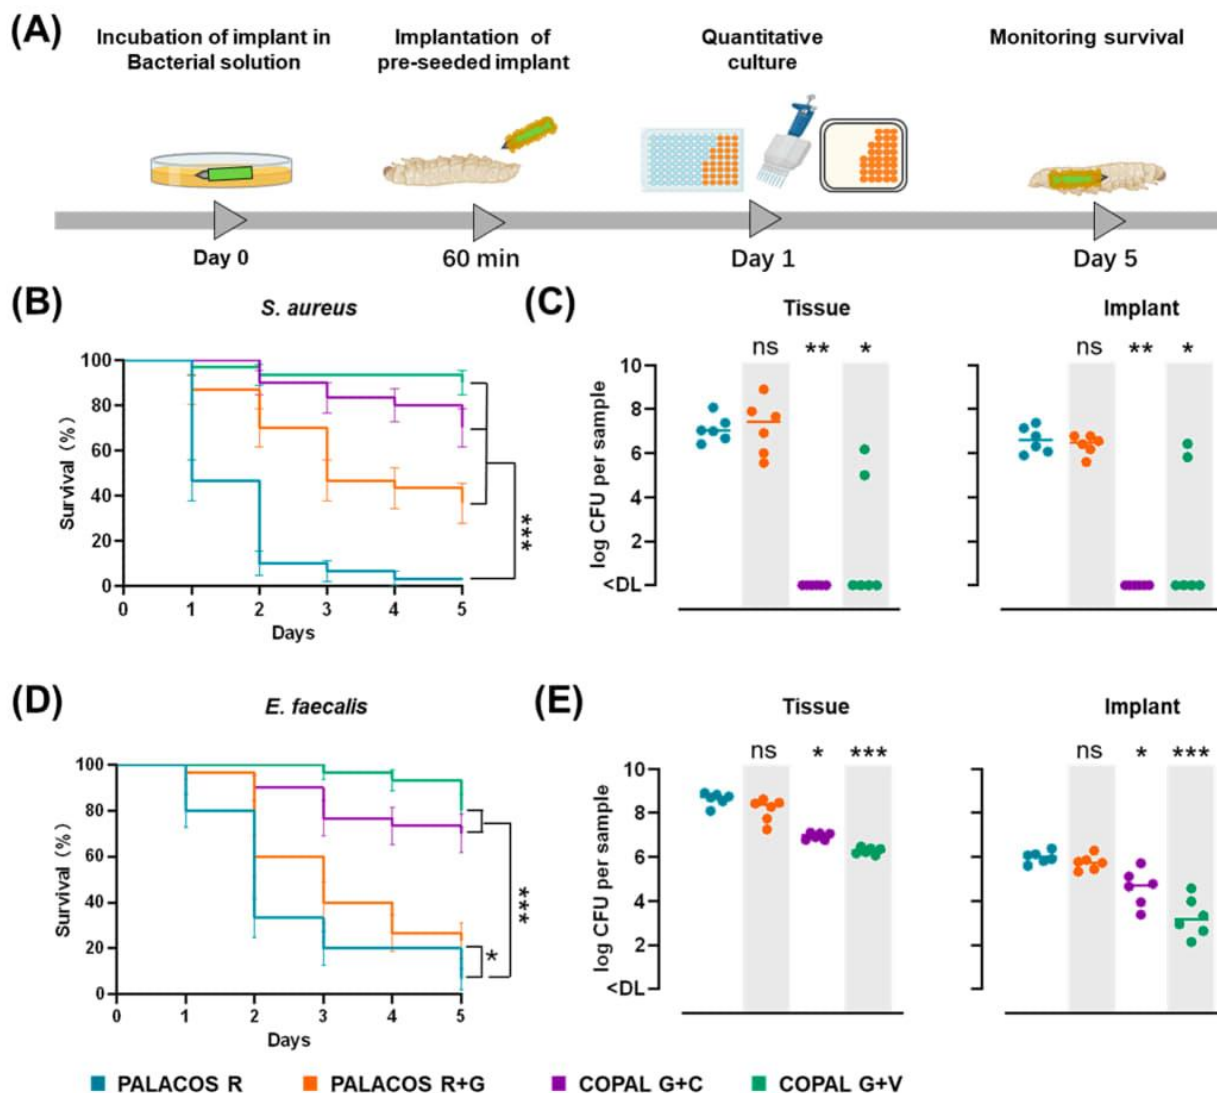 (A)
Incubation of implant in
Bacterial solution
Implantation of
pre-seeded implant
Quantitative
culture
Monitoring survival
Day 0
60 min
Day 1
Day 5
(B)
S. aureus
Survival (%)
100
80
60
40
20
0
0 1 2 3 4 5
Days
***
(C)
Tissue
Implant
ns ** *
ns ** *
log CFU per sample
10
8
6
4
2
<DL
(D)
E. faecalis
Survival (%)
100
80
60
40
20
0
0 1 2 3 4 5
Days
*
***
(E)
Tissue
Implant
ns * ***
ns * ***
log CFU per sample
10
8
6
4
2
<DL
PALACOS R PALACOS R+G COPAL G+C COPAL G+V